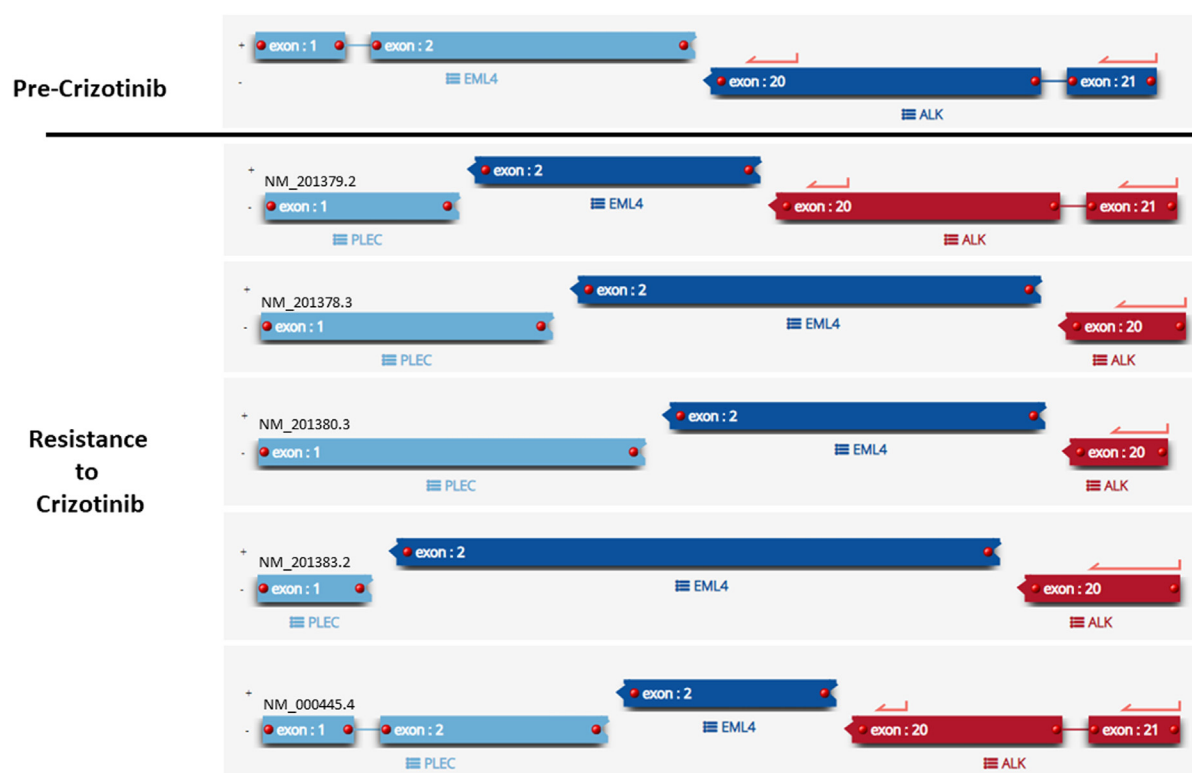 Pre-Crizotinib
+
exon : 1
exon : 2
EML4
-
exon : 20
exon : 21
ALK
+
exon : 2
EML4
NM_201379.2
-
exon : 1
exon : 20
exon : 21
PLEC
ALK
+
exon : 2
EML4
NM_201378.3
-
exon : 1
exon : 20
PLEC
ALK
Resistance
to
Crizotinib
+
exon : 2
EML4
NM_201380.3
-
exon : 1
exon : 20
PLEC
ALK
+
exon : 2
EML4
NM_201383.2
-
exon : 1
exon : 20
PLEC
ALK
+
exon : 2
EML4
NM_000445.4
-
exon : 1
exon : 2
exon : 20
exon : 21
PLEC
ALK